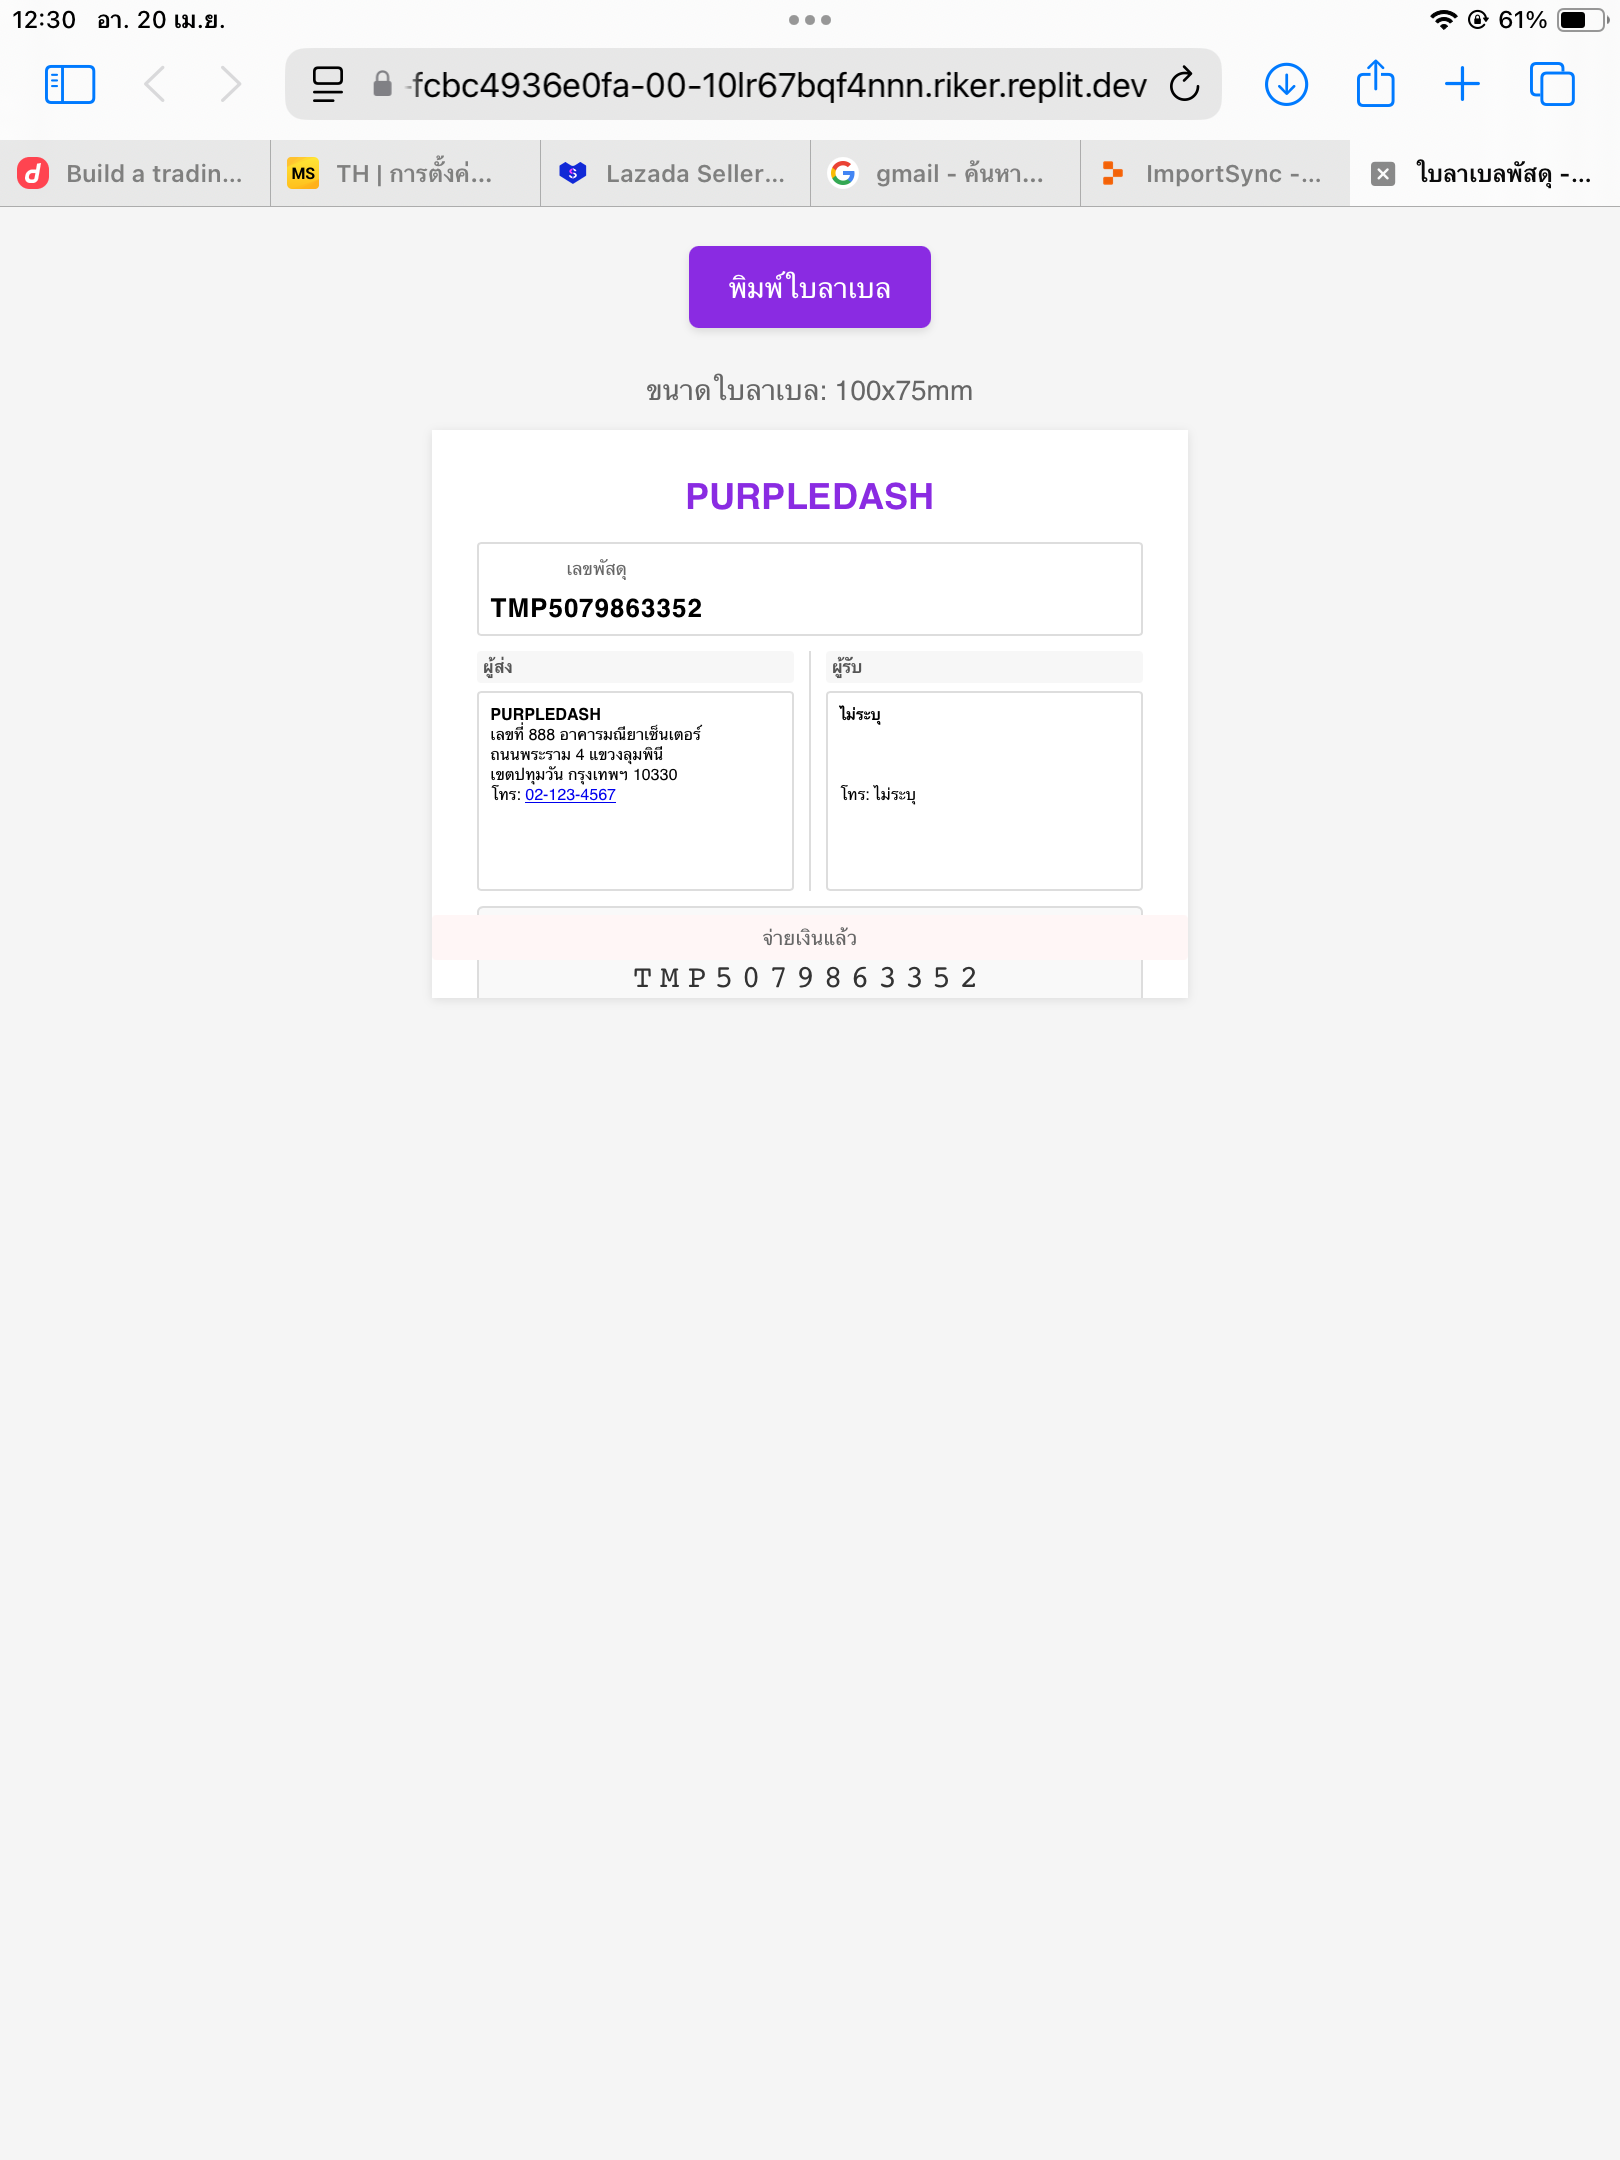 12:30 อา. 20 เม.ย.
61%
-fcbc4936e0fa-00-10lr67bqf4nnn.riker.replit.dev
Build a tradin...
MS TH | การตั้งค่...
Lazada Seller...
gmail - ค้นหา...
ImportSync -...
ใบลาเบลพัสดุ -...
พิมพ์ใบลาเบล
ขนาดใบลาเบล: 100x75mm
PURPLEDASH
เลขพัสดุ
TMP5079863352
ผู้ส่ง
PURPLEDASH
เลขที่ 888 อาคารมณียาเซ็นเตอร์
ถนนพระราม 4 แขวงลุมพินี
เขตปทุมวัน กรุงเทพฯ 10330
โทร: 02-123-4567
ผู้รับ
ไม่ระบุ
โทร: ไม่ระบุ
จ่ายเงินแล้ว
TMP5079863352